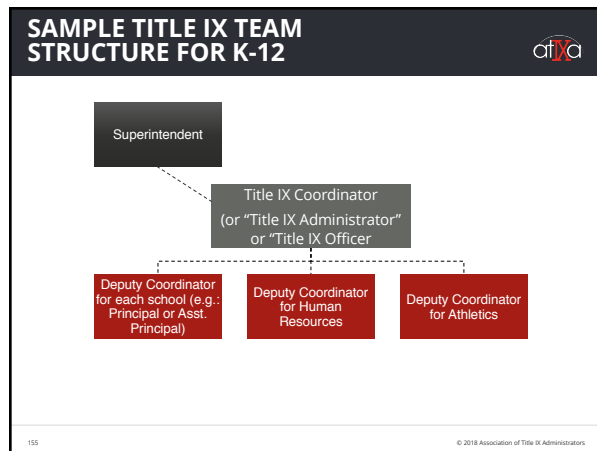 SAMPLE TITLE IX TEAM
STRUCTURE FOR K-12
atIXa
Superintendent
Title IX Coordinator
(or “Title IX Administrator”
or “Title IX Officer
Deputy Coordinator
for each school (e.g.:
Principal or Asst.
Principal)
Deputy Coordinator
for Human
Resources
Deputy Coordinator
for Athletics
155
© 2018 Association of Title IX Administrators